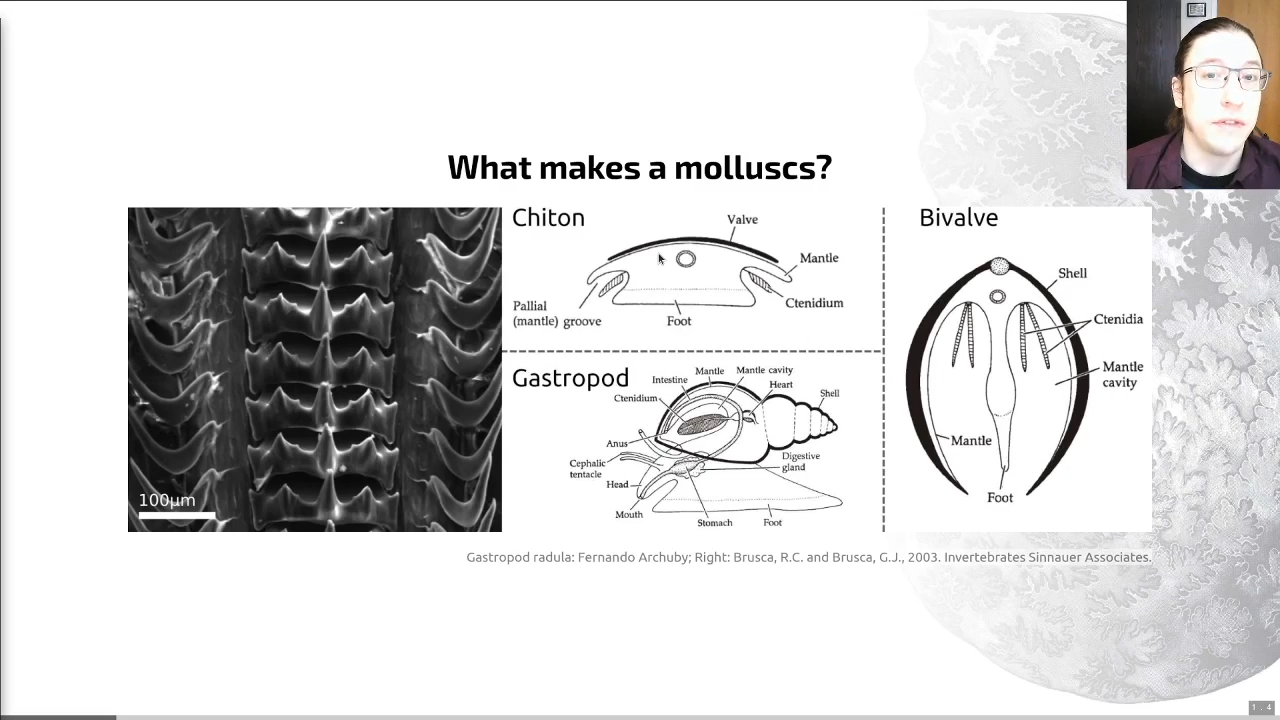 What makes a molluscs?
100μm
Chiton
Valve
Mantle
Pallial
(mantle) groove
Foot
Ctenidium
Gastropod
Mantle
Mantle cavity
Intestine
Heart
Ctenidium
Shell
Anus
Cephalic
tentacle
Digestive
gland
Head
Mouth
Stomach
Foot
Bivalve
Shell
Ctenidia
Mantle
cavity
Mantle
Foot
Gastropod radula: Fernando Archuby; Right: Brusca, R.C. and Brusca, G.J., 2003. Invertebrates Sinnauer Associates.
1.4